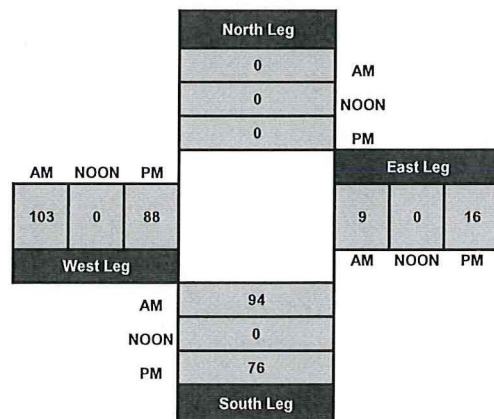 North Leg
0
AM
0
NOON
0
PM
AM NOON PM
East Leg
103 0 88
9 0 16
West Leg
AM NOON PM
AM
94
NOON
0
PM
76
South Leg